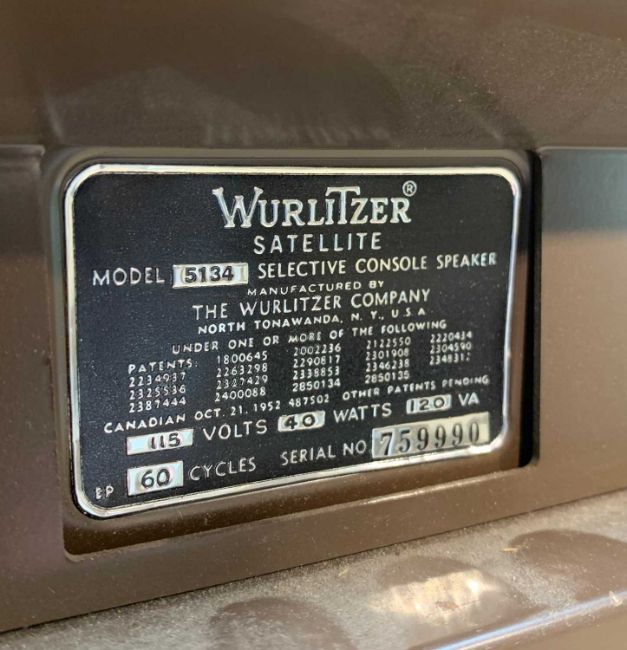 WURLITZER ®
SATELLITE
MODEL 5134 SELECTIVE CONSOLE SPEAKER
MANUFACTURED BY
THE WURLITZER COMPANY
NORTH TONAWANDA, N. Y., U.S.A
UNDER ONE OR MORE OF THE FOLLOWING
PATENTS: 1800645 2002236 2122550 2220434
2234937 2263298 2290817 2301908 2304590
2325536 2327429 2338853 2346238 2348312
2387444 2400088 2850134 2850135
CANADIAN OCT. 21, 1952 487502 OTHER PATENTS PENDING
115 VOLTS 40 WATTS 120 VA
EP 60 CYCLES SERIAL NO. 759990